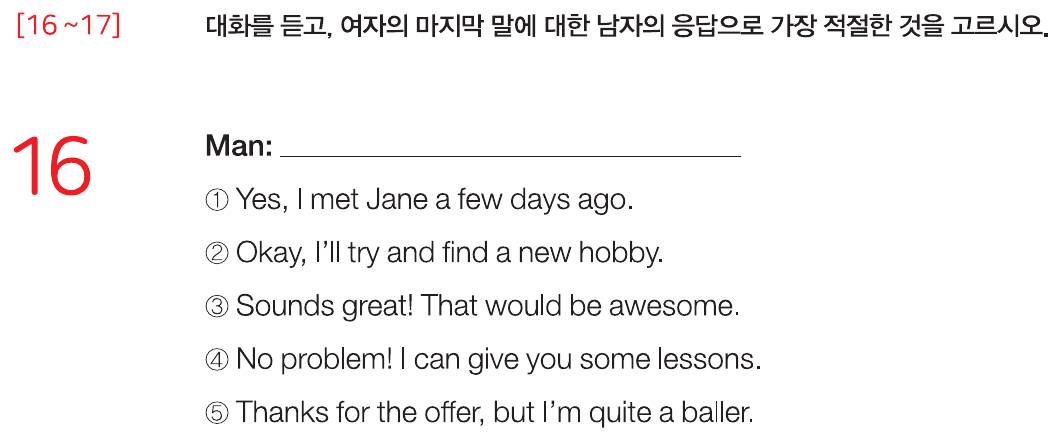 [16~17] 대화를 듣고, 여자의 마지막 말에 대한 남자의 응답으로 가장 적절한 것을 고르시오.
16 Man: ______________________________
① Yes, I met Jane a few days ago.
② Okay, I'll try and find a new hobby.
③ Sounds great! That would be awesome.
④ No problem! I can give you some lessons.
⑤ Thanks for the offer, but I'm quite a baller.